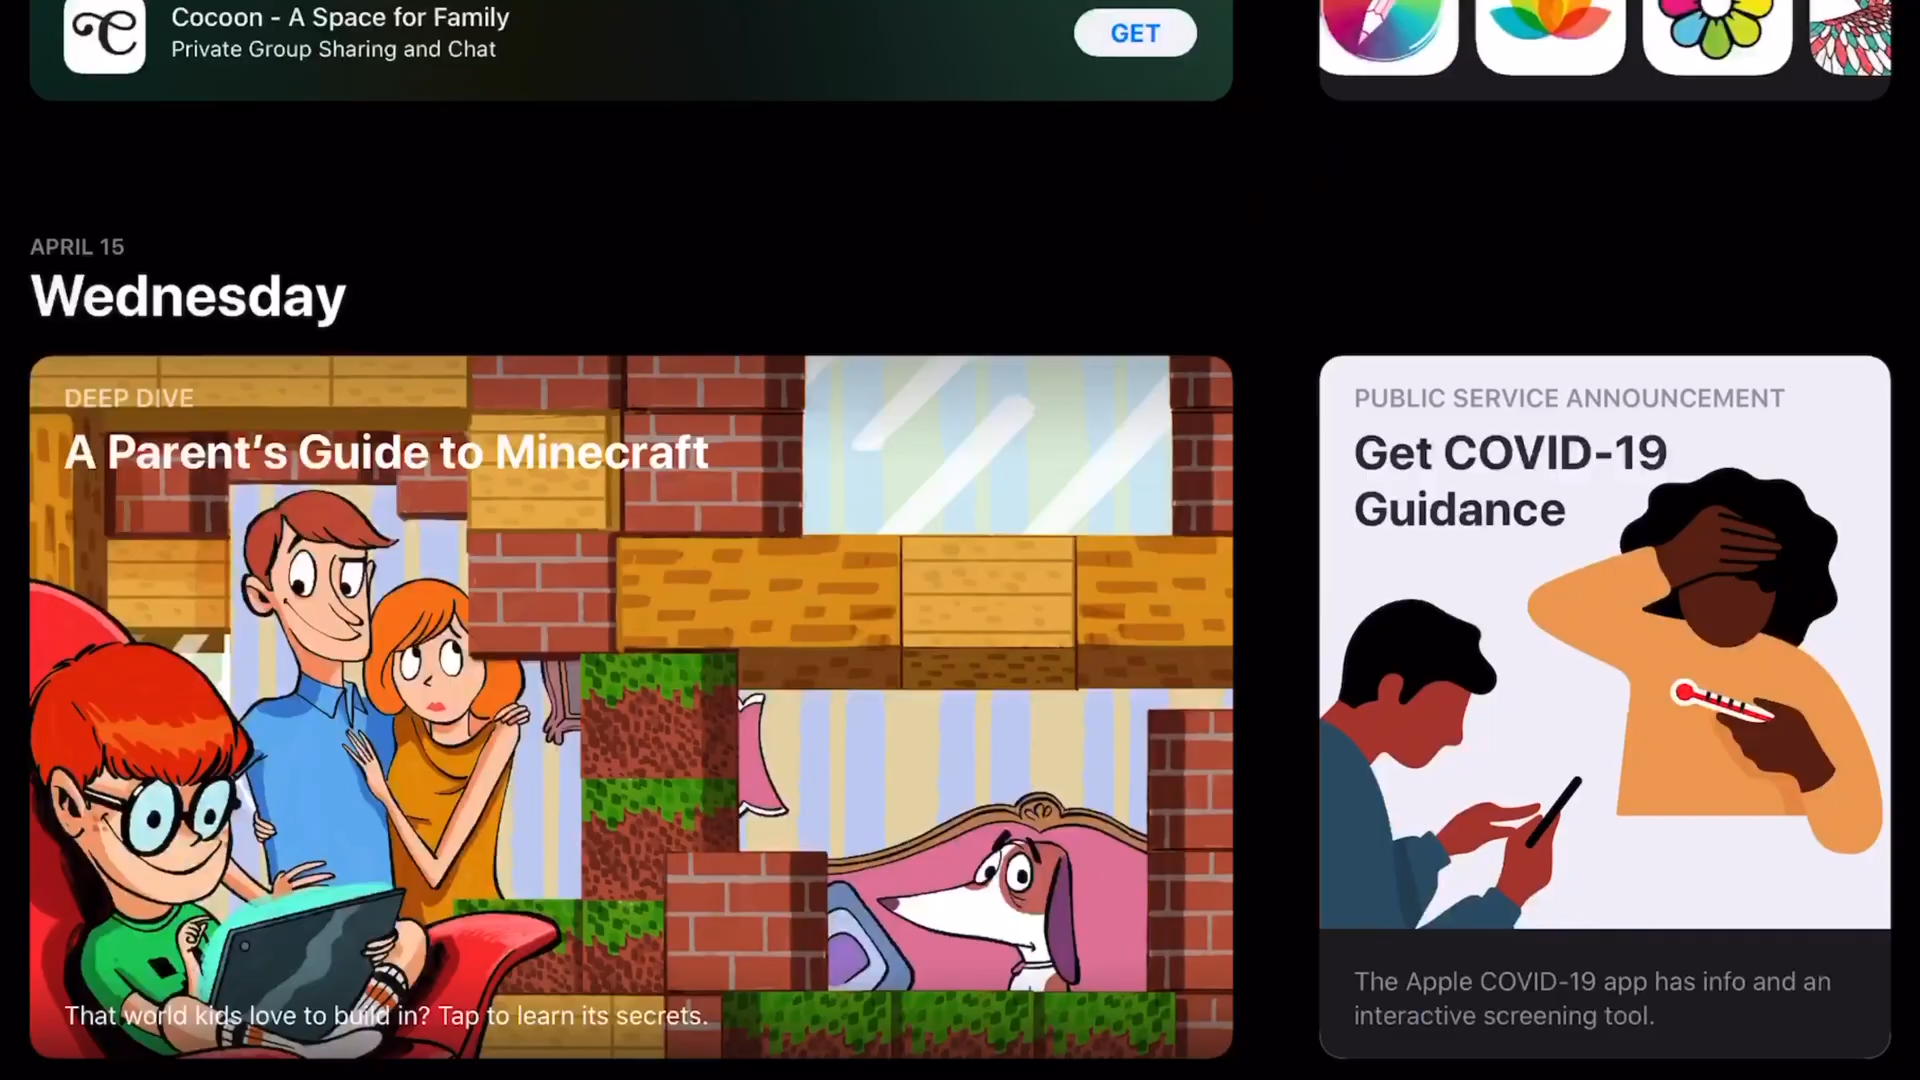 Cocoon - A Space for Family
Private Group Sharing and Chat
GET
APRIL 15
Wednesday
DEEP DIVE
A Parent’s Guide to Minecraft
That world kids love to build in? Tap to learn its secrets.
PUBLIC SERVICE ANNOUNCEMENT
Get COVID-19
Guidance
The Apple COVID-19 app has info and an
interactive screening tool.